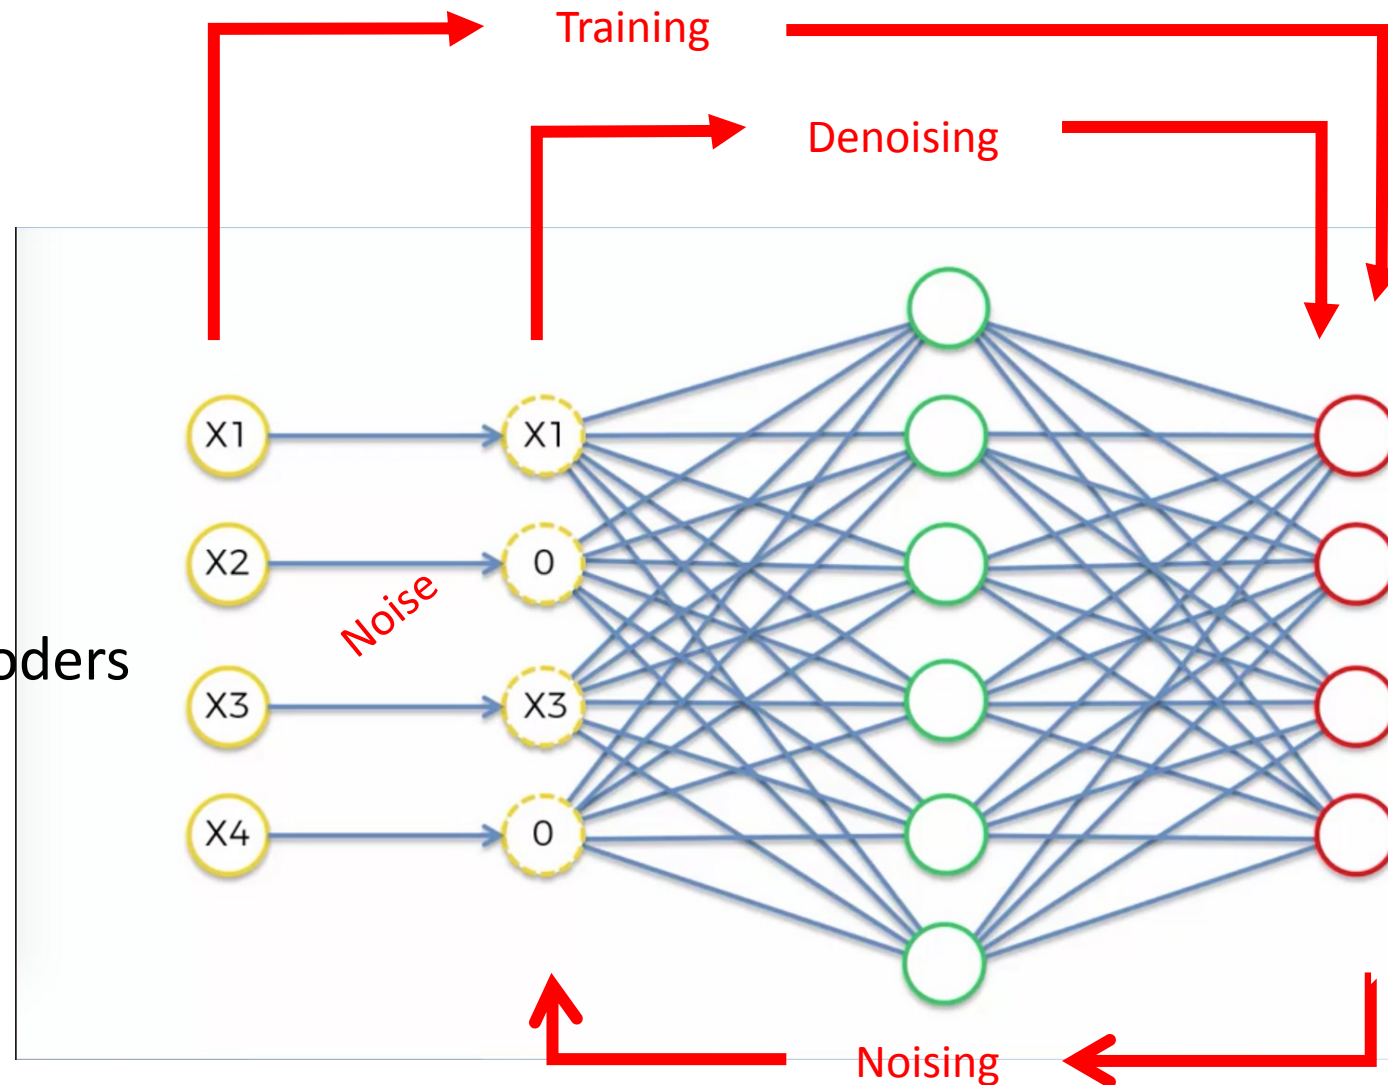 Training
Denoising
X1
X1
X2
0
Noise
oders
X3
X3
X4
0
Noising